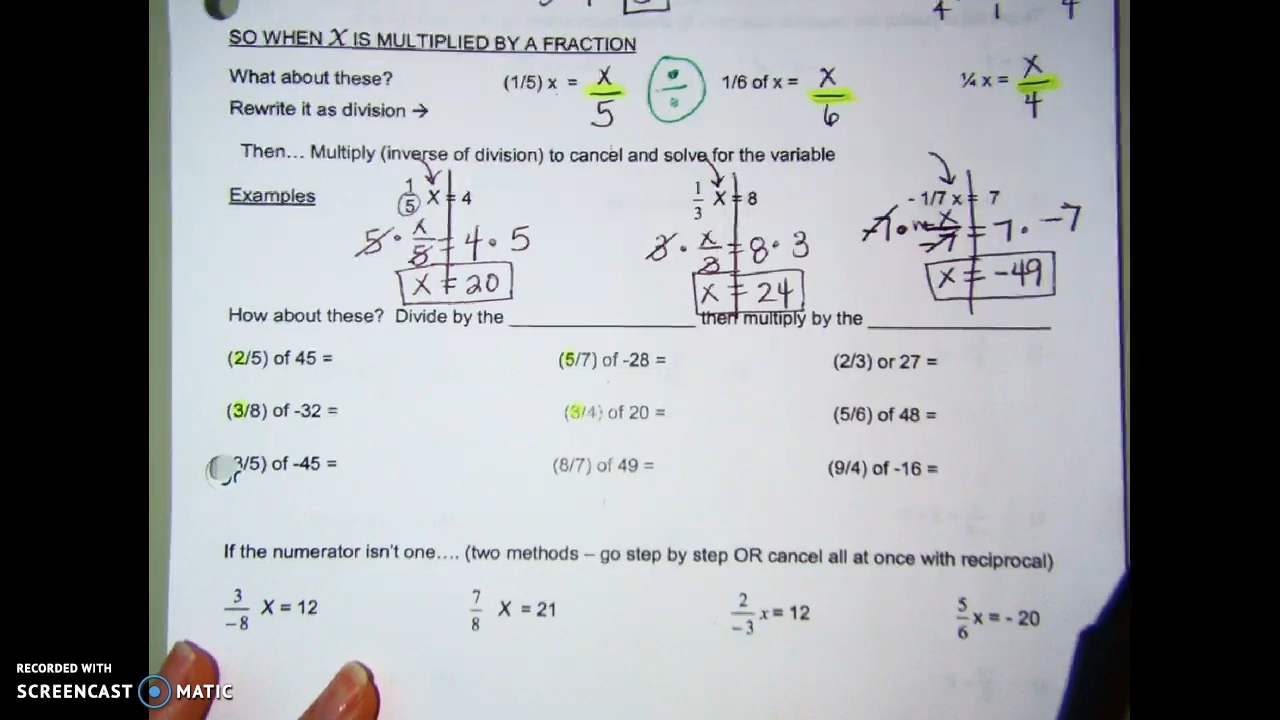 4 1 4
SO WHEN X IS MULTIPLIED BY A FRACTION
What about these? (1/5) x = x/5 ÷ 1/6 of x = x/6 ¼ x = x/4
Rewrite it as division →
Then… Multiply (inverse of division) to cancel and solve for the variable
Examples 1/5 x = 4 1/3 x = 8 - 1/7 x = 7
5 · x/5 = 4 · 5 3 · x/3 = 8 · 3 -7 · x/-7 = 7 · -7
x = 20 x = 24 x = -49
How about these? Divide by the ____________ then multiply by the ____________
(2/5) of 45 = (5/7) of -28 = (2/3) or 27 =
(3/8) of -32 = (3/4) of 20 = (5/6) of 48 =
3/5) of -45 = (8/7) of 49 = (9/4) of -16 =
If the numerator isn't one…. (two methods – go step by step OR cancel all at once with reciprocal)
3/-8 X = 12 7/8 X = 21 2/-3 x = 12 5/6 x = - 20
RECORDED WITH
SCREENCAST MATIC